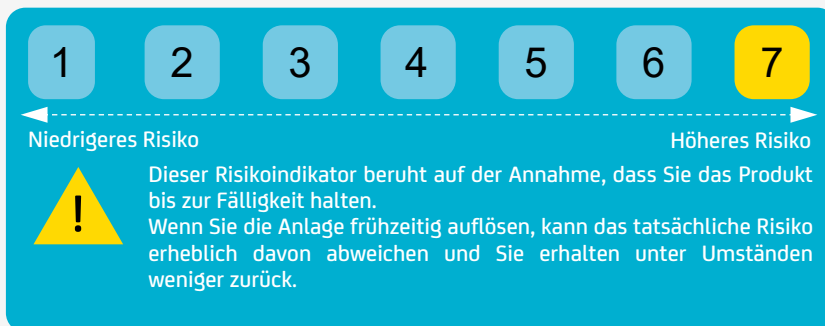 1 2 3 4 5 6 7
Niedrigeres Risiko Höheres Risiko
!
Dieser Risikoindikator beruht auf der Annahme, dass Sie das Produkt
bis zur Fälligkeit halten.
Wenn Sie die Anlage frühzeitig auflösen, kann das tatsächliche Risiko
erheblich davon abweichen und Sie erhalten unter Umständen
weniger zurück.